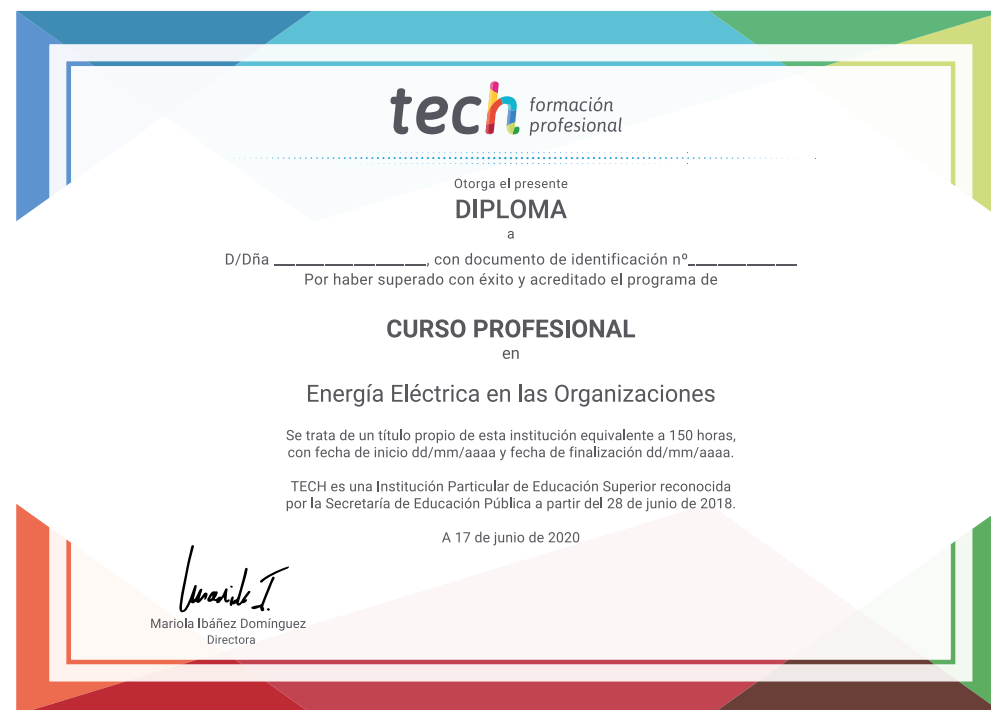 tech formación
profesional
Otorga el presente
DIPLOMA
a
D/Dña ____________________, con documento de identificación nº______________
Por haber superado con éxito y acreditado el programa de
CURSO PROFESIONAL
en
Energía Eléctrica en las Organizaciones
Se trata de un título propio de esta institución equivalente a 150 horas,
con fecha de inicio dd/mm/aaaa y fecha de finalización dd/mm/aaaa.
TECH es una Institución Particular de Educación Superior reconocida
por la Secretaría de Educación Pública a partir del 28 de junio de 2018.
A 17 de junio de 2020
Mariola Ibáñez Domínguez
Directora